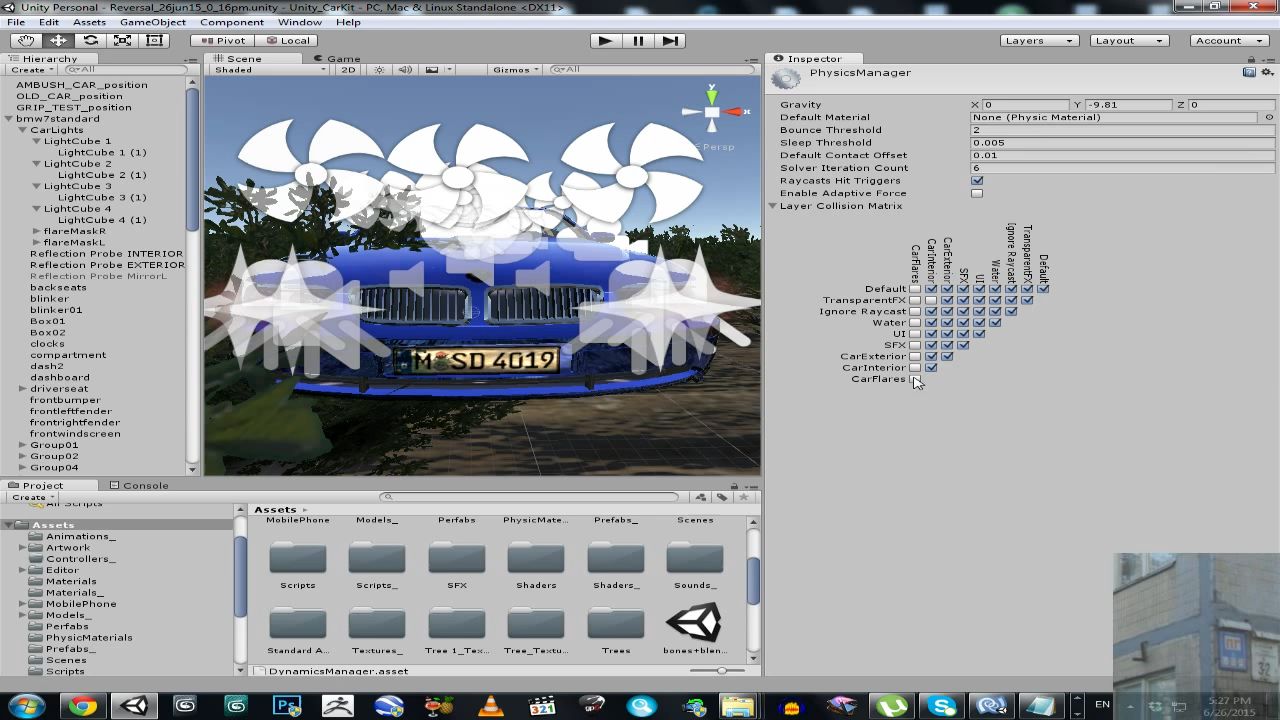 Unity Personal - Reversal_26jun15_0_16pm.unity - Unity_CarKit - PC, Mac & Linux Standalone <DX11>
File Edit Assets GameObject Component Window Help
Pivot Local Layers Layout Account
Hierarchy
Create All
AMBUSH_CAR_position
OLD_CAR_position
GRIP_TEST_position
bmw7standard
CarLights
LightCube 1
LightCube 1 (1)
LightCube 2
LightCube 2 (1)
LightCube 3
LightCube 3 (1)
LightCube 4
LightCube 4 (1)
flareMaskR
flareMaskL
Reflection Probe INTERIOR
Reflection Probe EXTERIOR
Reflection Probe MirrorL
backseats
blinker
blinker01
Box01
Box02
clocks
compartment
dash2
dashboard
driverseat
frontbumper
frontleftfender
frontrightfender
frontwindscreen
Group01
Group02
Group04
Scene Game
Shaded 2D Gizmos All
y
x
Persp
M SD 4019
Inspector
PhysicsManager
Gravity X 0 Y -9.81 Z 0
Default Material None (Physic Material)
Bounce Threshold 2
Sleep Threshold 0.005
Default Contact Offset 0.01
Solver Iteration Count 6
Raycasts Hit Triggers
Enable Adaptive Force
Layer Collision Matrix
CarFlares
CarInterior
CarExterior
SFX
UI
Water
Ignore Raycast
TransparentFX
Default
Default
TransparentFX
Ignore Raycast
Water
UI
SFX
CarExterior
CarInterior
CarFlares
Project Console
Create
All Scripts
Assets
Animations_
Artwork
Controllers_
Editor
Materials
Materials_
MobilePhone
Models_
Perfabs
PhysicMaterials
Prefabs_
Scenes
Scripts
Assets
MobilePhone Models_ Perfabs PhysicMate... Prefabs_ Scenes
Scripts Scripts_ SFX Shaders Shaders_ Sounds_
Standard A... Textures_ Tree 1_Tex... Tree_Textu... Trees bones+blen...
DynamicsManager.asset
ПГ
32
321
EN
5:27 PM
6/26/2015